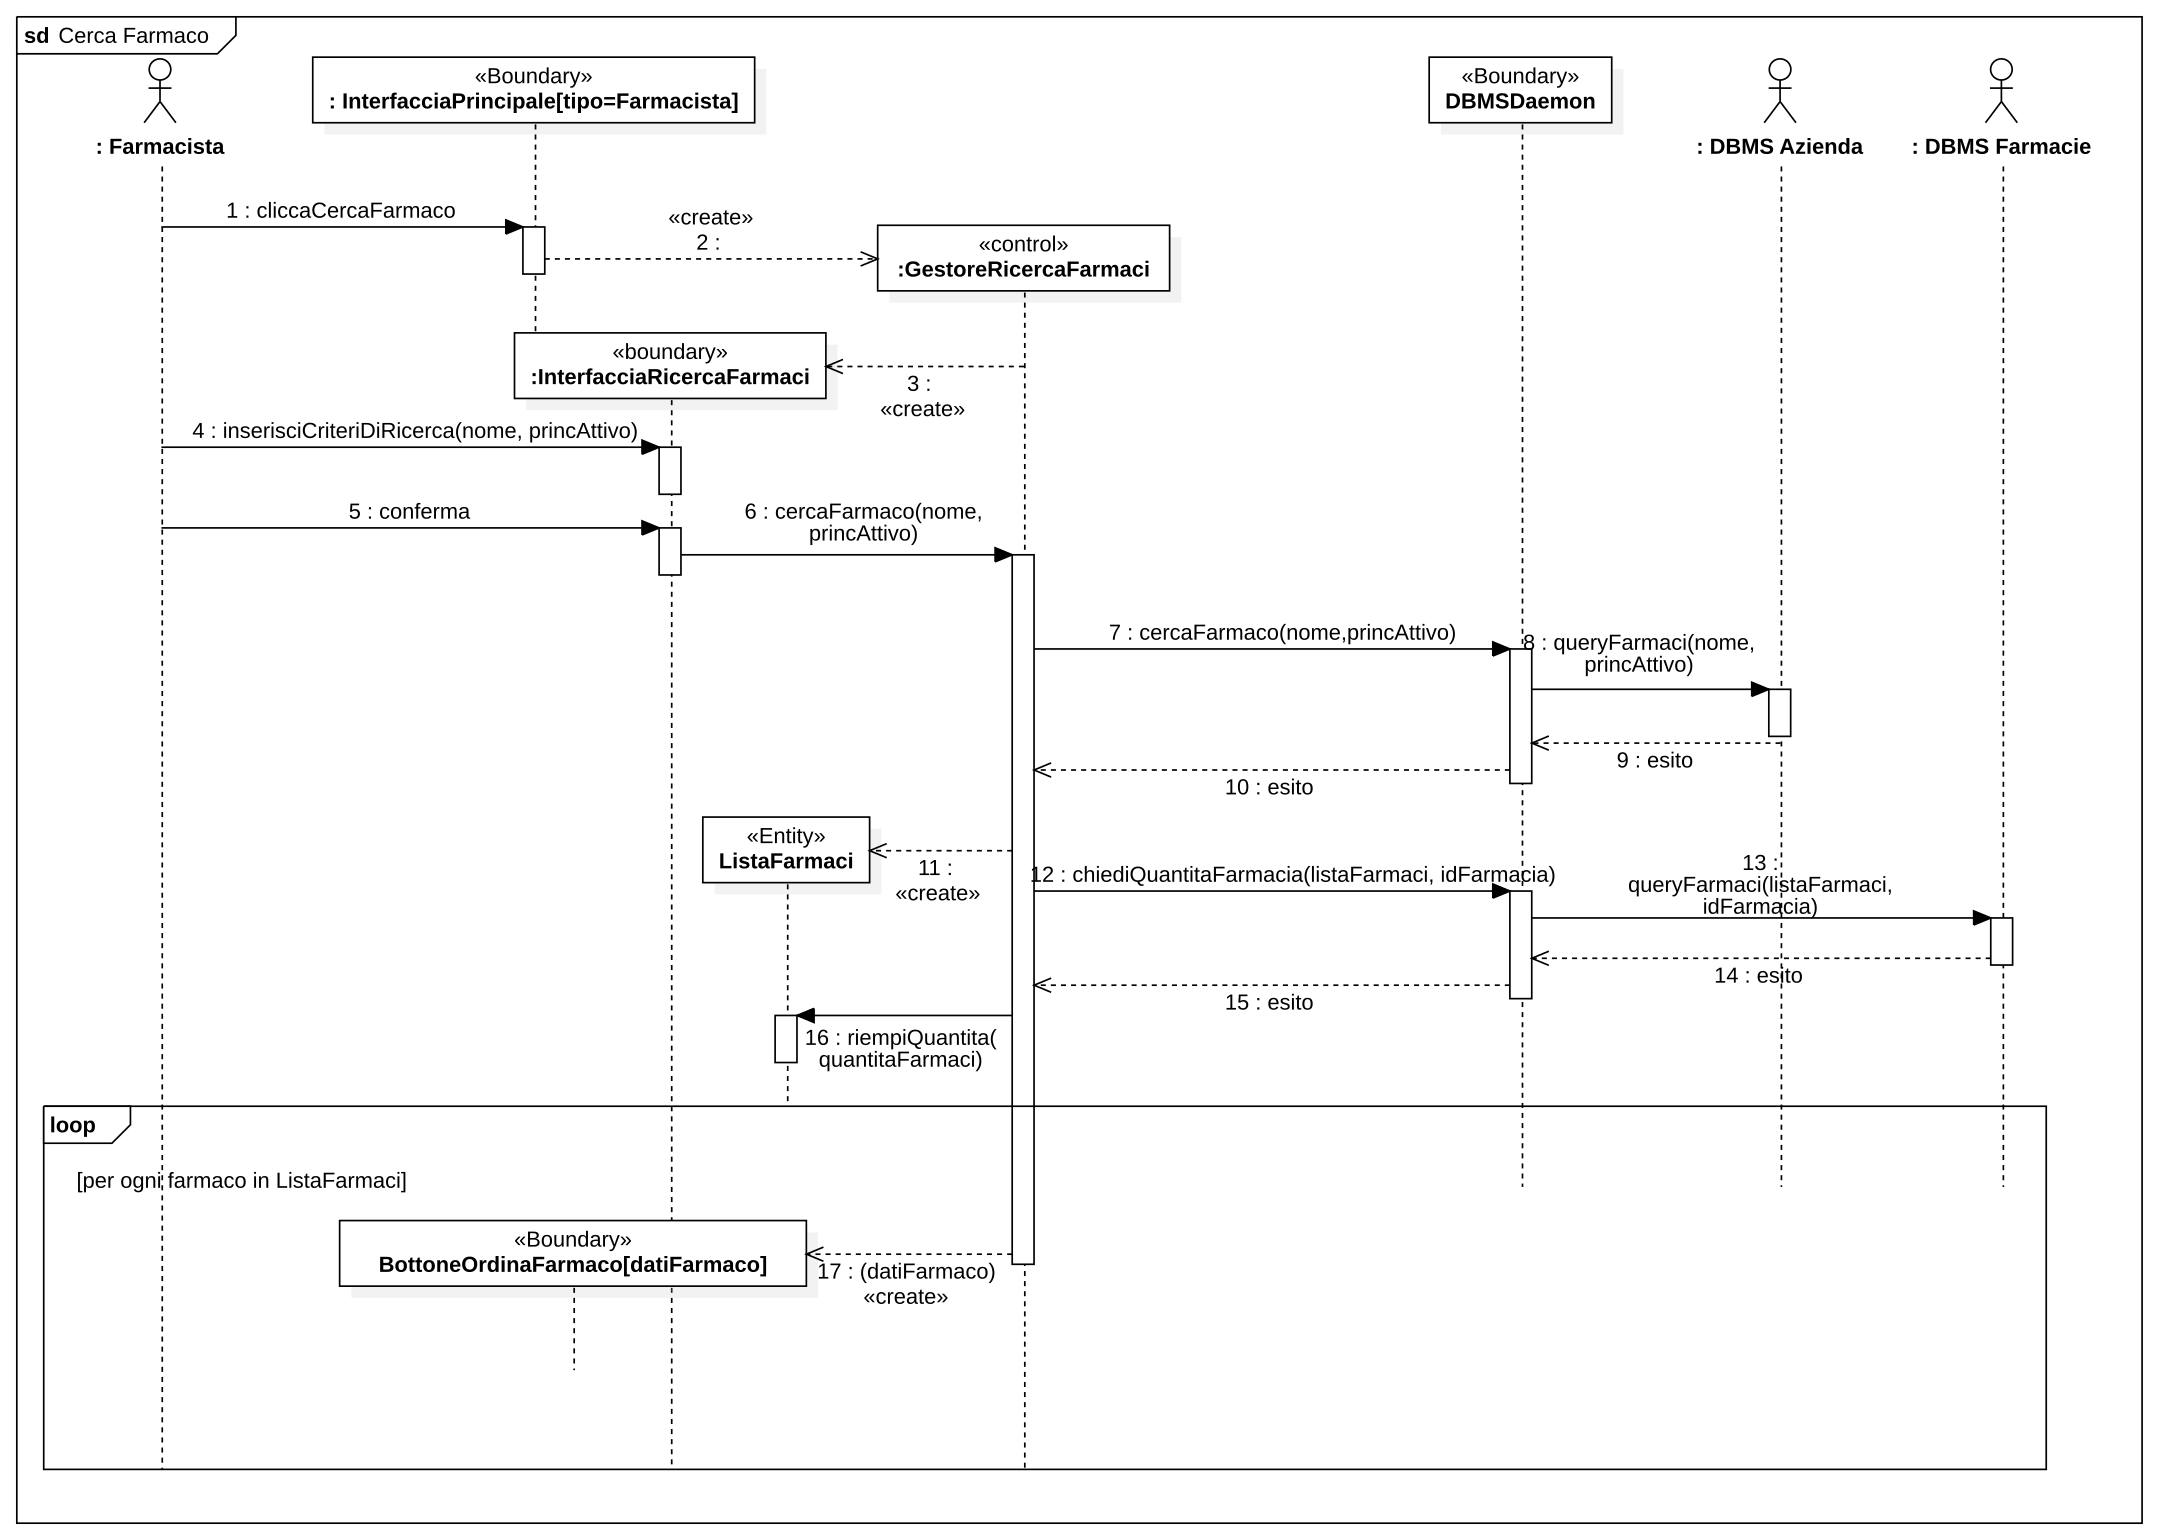 sd Cerca Farmaco
«Boundary»
: InterfacciaPrincipale[tipo=Farmacista]
«Boundary»
DBMSDaemon
: Farmacista
: DBMS Azienda
: DBMS Farmacie
1 : cliccaCercaFarmaco
«create»
2 :
«control»
:GestoreRicercaFarmaci
«boundary»
:InterfacciaRicercaFarmaci
3 :
«create»
4 : inserisciCriteriDiRicerca(nome, princAttivo)
5 : conferma
6 : cercaFarmaco(nome,
princAttivo)
7 : cercaFarmaco(nome,princAttivo)
8 : queryFarmaci(nome,
princAttivo)
9 : esito
10 : esito
«Entity»
ListaFarmaci
11 :
«create»
12 : chiediQuantitaFarmacia(listaFarmaci, idFarmacia)
13 :
queryFarmaci(listaFarmaci,
idFarmacia)
14 : esito
15 : esito
16 : riempiQuantita(
quantitaFarmaci)
loop
[per ogni farmaco in ListaFarmaci]
«Boundary»
BottoneOrdinaFarmaco[datiFarmaco]
17 : (datiFarmaco)
«create»